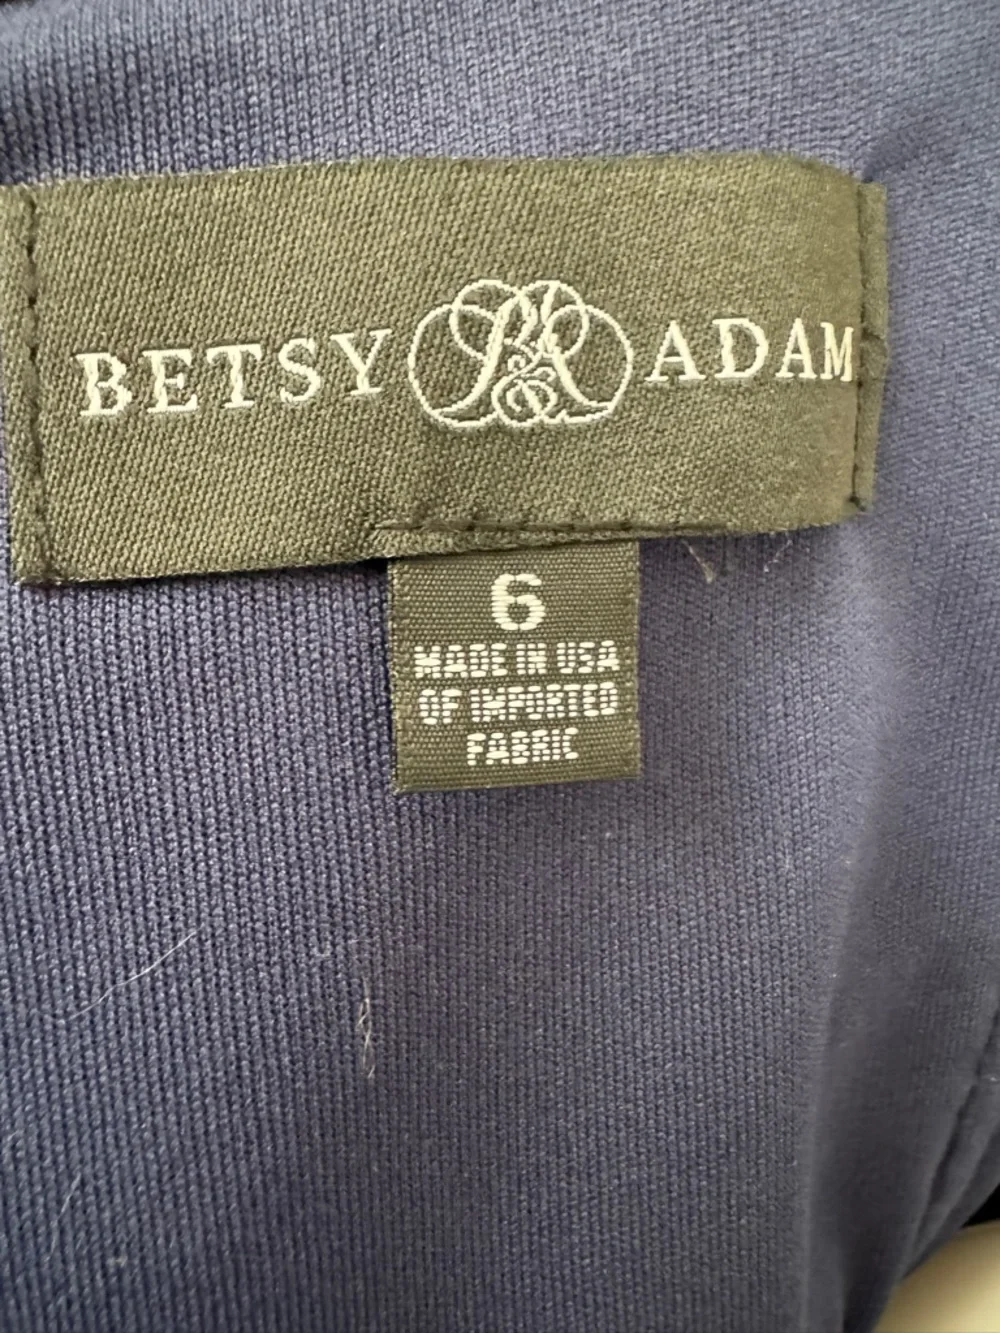 BETSY B&A ADAM
6
MADE IN USA
OF IMPORTED
FABRIC